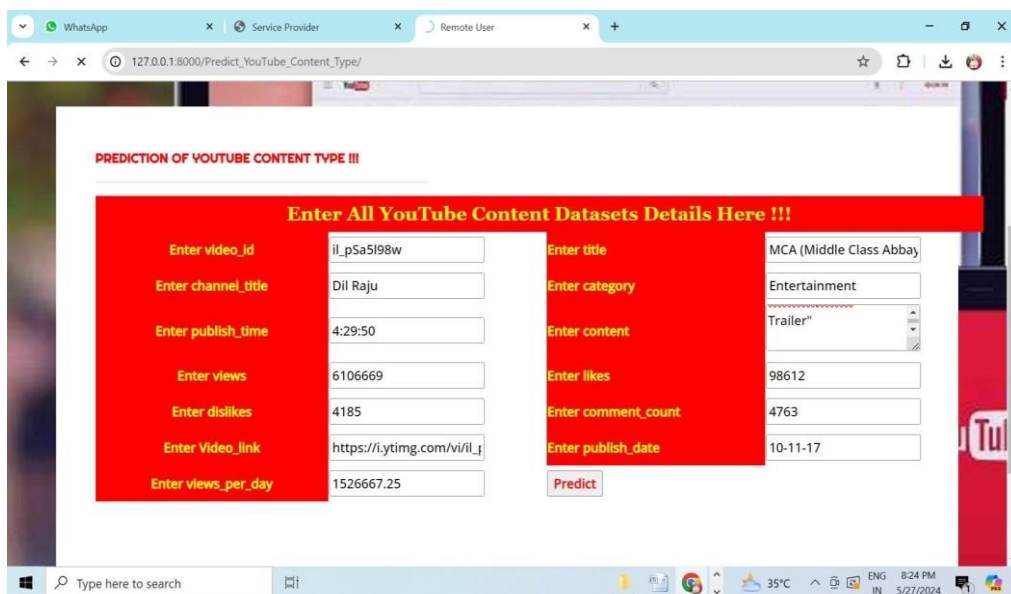 WhatsApp
Service Provider
Remote User
127.0.0.1:8000/Predict_YouTube_Content_Type/
PREDICTION OF YOUTUBE CONTENT TYPE !!!
Enter All YouTube Content Datasets Details Here !!!
Enter video_id il_pSa5l98w Enter title MCA (Middle Class Abbay
Enter channel_title Dil Raju Enter category Entertainment
Enter publish_time 4:29:50 Enter content Trailer"
Enter views 6106669 Enter likes 98612
Enter dislikes 4185 Enter comment_count 4763
Enter Video_link https://i.ytimg.com/vi/il_p Enter publish_date 10-11-17
Enter views_per_day 1526667.25 Predict
Tul
Type here to search
35°C
ENG 8:24 PM
IN 5/27/2024